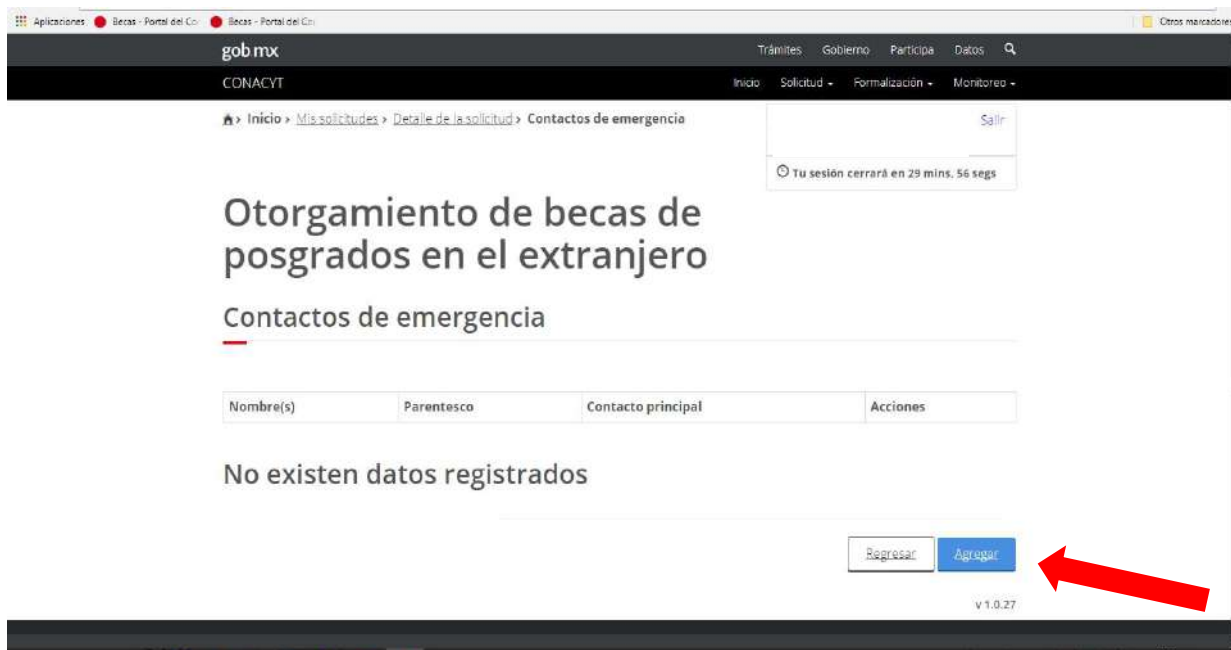 Aplicaciones Becas - Portal del Co Becas - Portal del Co Otros marcadores
gob mx Trámites Gobierno Participa Datos
CONACYT Inicio Solicitud Formalización Monitoreo
> Inicio > Mis solicitudes > Detalle de la solicitud > Contactos de emergencia
Salir
Tu sesión cerrará en 29 mins. 56 segs
Otorgamiento de becas de
posgrados en el extranjero
Contactos de emergencia
Nombre(s) Parentesco Contacto principal Acciones
No existen datos registrados
Regresar Agregar
v 1.0.27